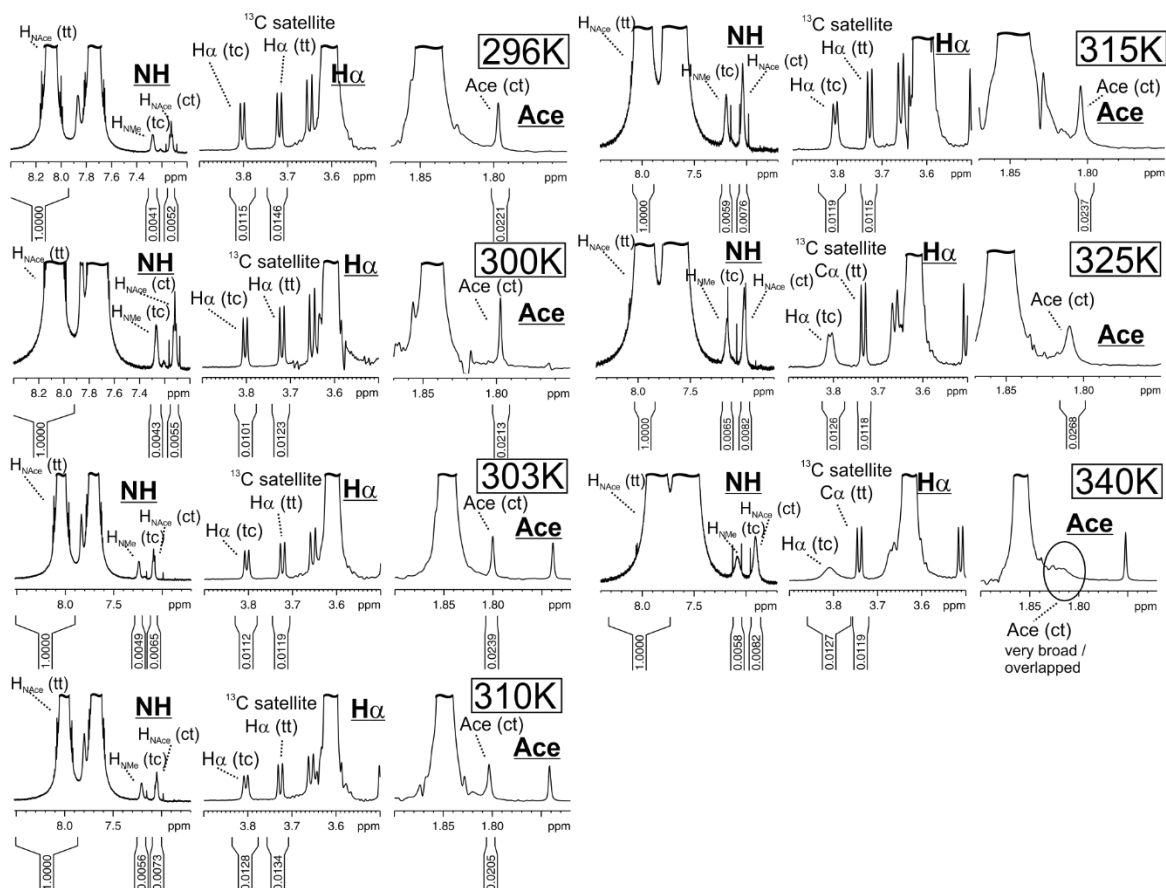 296K
H_NAce (tt)
NH
H_NAce (ct)
H_NMe (tc)
8.4 8.2 8.0 7.8 7.6 7.4 7.2 ppm
1.0000
0.0041
0.0052
¹³C satellite
Hα (tc)
Hα (tt)
Hα
3.8 3.7 3.6 ppm
0.0115
0.0146
Ace (ct)
Ace
1.85 1.80 ppm
0.0221
300K
H_NAce (tt)
NH
H_NAce (ct)
H_NMe (tc)
8.4 8.2 8.0 7.8 7.6 7.4 7.2 ppm
1.0000
0.0043
0.0055
¹³C satellite
Hα (tc)
Hα (tt)
Hα
3.8 3.7 3.6 ppm
0.0101
0.0123
Ace (ct)
Ace
1.85 1.80 ppm
0.0213
303K
H_NAce (tt)
NH
H_NAce (ct)
H_NMe (tc)
8.0 7.5 ppm
1.0000
0.0049
0.0065
¹³C satellite
Hα (tc)
Hα (tt)
Hα
3.8 3.7 3.6 ppm
0.0112
0.0119
Ace (ct)
Ace
1.85 1.80 ppm
0.0239
310K
H_NAce (tt)
NH
H_NAce (ct)
H_NMe (tc)
8.0 7.5 ppm
1.0000
0.0056
0.0073
¹³C satellite
Hα (tc)
Hα (tt)
Hα
3.8 3.7 3.6 ppm
0.0128
0.0134
Ace (ct)
Ace
1.85 1.80 ppm
0.0205
315K
H_NAce (tt)
NH
H_NMe (tc)
H_NAce (ct)
8.0 7.5 ppm
1.0000
0.0059
0.0076
¹³C satellite
Hα (tt)
Hα (tc)
Hα
3.8 3.7 3.6 ppm
0.0119
0.0115
Ace (ct)
Ace
1.85 1.80 ppm
0.0237
325K
H_NAce (tt)
NH
H_NMe (tc)
H_NAce (ct)
8.0 7.5 ppm
1.0000
0.0065
0.0082
¹³C satellite
Cα (tt)
Hα (tc)
Hα
3.8 3.7 3.6 ppm
0.0126
0.0118
Ace (ct)
Ace
1.85 1.80 ppm
0.0268
340K
H_NAce (tt)
NH
H_NMe (tc)
H_NAce (ct)
8.0 7.5 ppm
1.0000
0.0058
0.0082
¹³C satellite
Cα (tt)
Hα (tc)
Hα
3.8 3.7 3.6 ppm
0.0127
0.0119
Ace
1.85 1.80 ppm
Ace (ct)
very broad /
overlapped